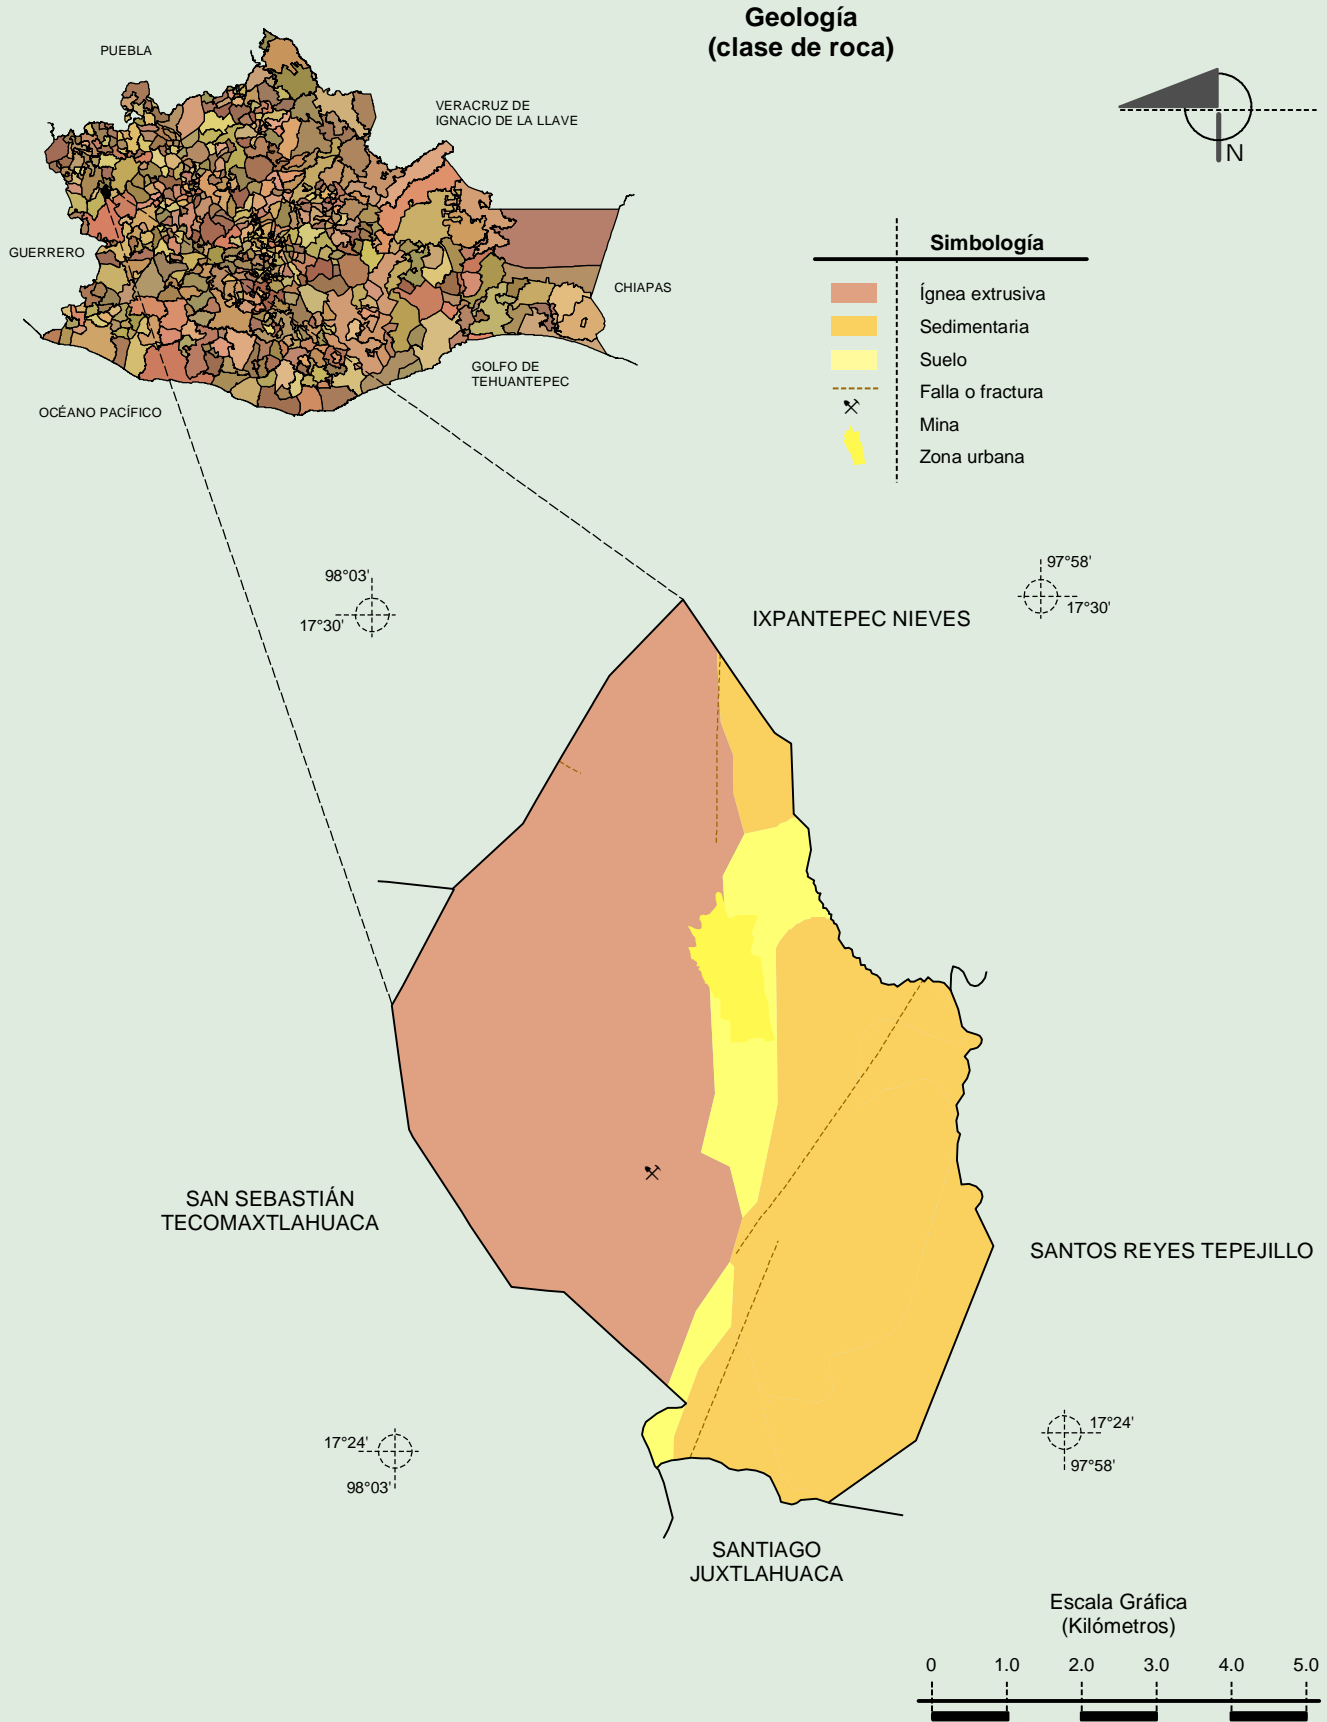 Geología
(clase de roca)
PUEBLA
VERACRUZ DE
IGNACIO DE LA LLAVE
GUERRERO
CHIAPAS
GOLFO DE
TEHUANTEPEC
OCÉANO PACÍFICO
N
Simbología
Ígnea extrusiva
Sedimentaria
Suelo
Falla o fractura
Mina
Zona urbana
98°03'
17°30'
97°58'
17°30'
IXPANTEPEC NIEVES
SAN SEBASTIÁN
TECOMAXTLAHUACA
SANTOS REYES TEPEJILLO
17°24'
98°03'
17°24'
97°58'
SANTIAGO
JUXTLAHUACA
Escala Gráfica
(Kilómetros)
0 1.0 2.0 3.0 4.0 5.0